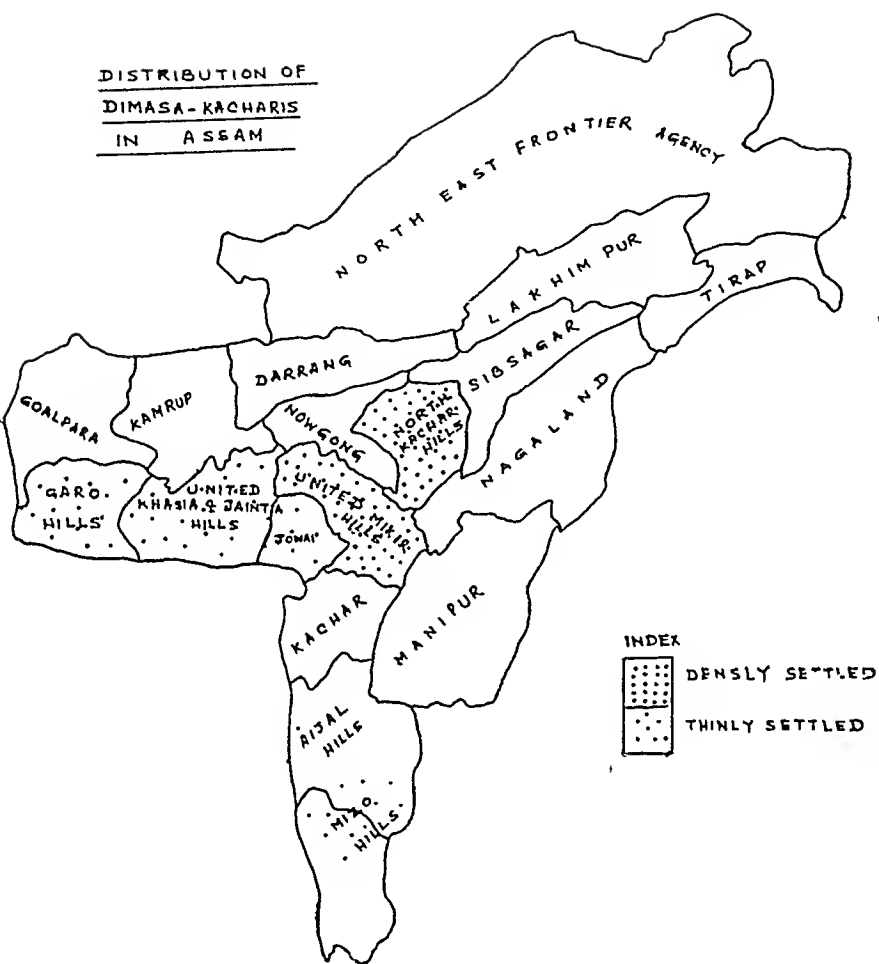 DISTRIBUTION OF
DIMASA-KACHARIS
IN ASSAM
NORTH EAST FRONTIER AGENCY
LAKHIMPUR
TIRAP
SIBSAGAR
DARRANG
GOALPARA
KAMRUP
NOWGONG
NORTH
KACHAR
HILLS
NAGALAND
GARO
HILLS
UNITED
KHASIA & JAINTIA
HILLS
UNITED MIKIR
HILLS
JOWAI
KACHAR
MANIPUR
INDEX
DENSLY SETTLED
THINLY SETTLED
AIJAL
HILLS
MIZO
HILLS